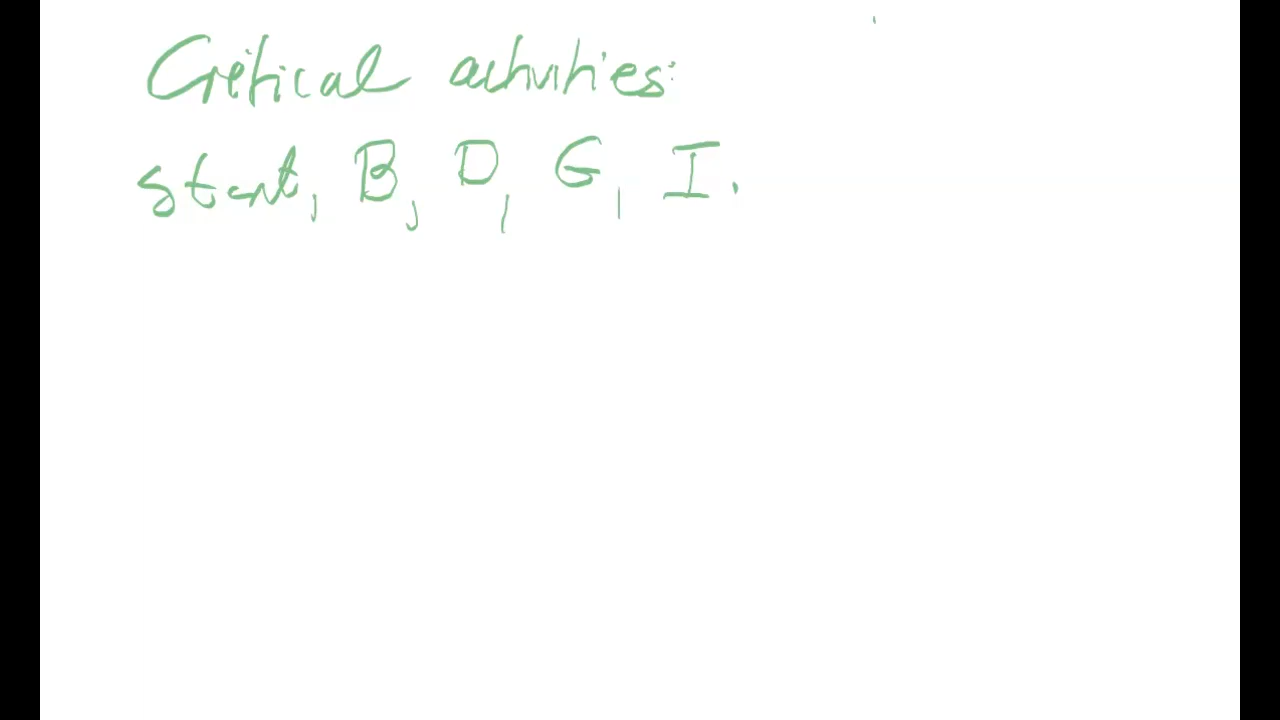 Critical activities:
start, B, D, G, I.